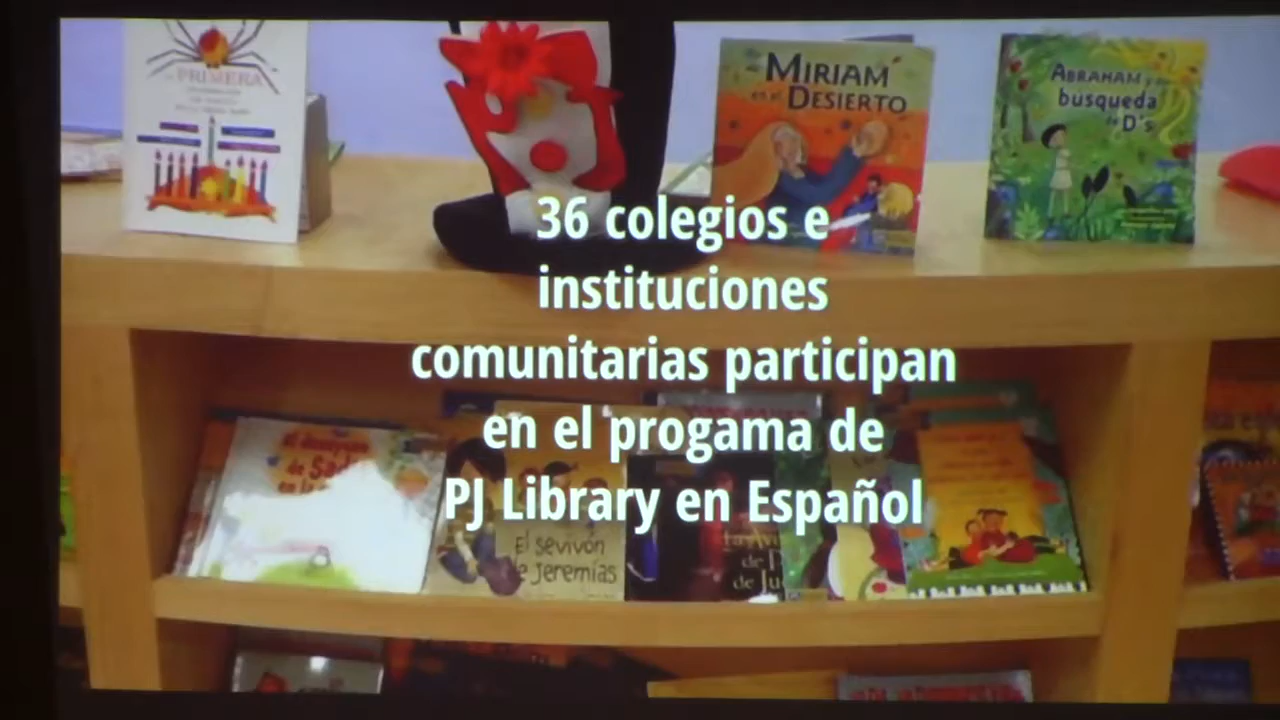 PRIMERA
MIRIAM
en el DESIERTO
ABRAHAM y su
búsqueda
de D's
36 colegios e
instituciones
comunitarias participan
en el progama de
PJ Library en Español
El sevivón
de Jeremías